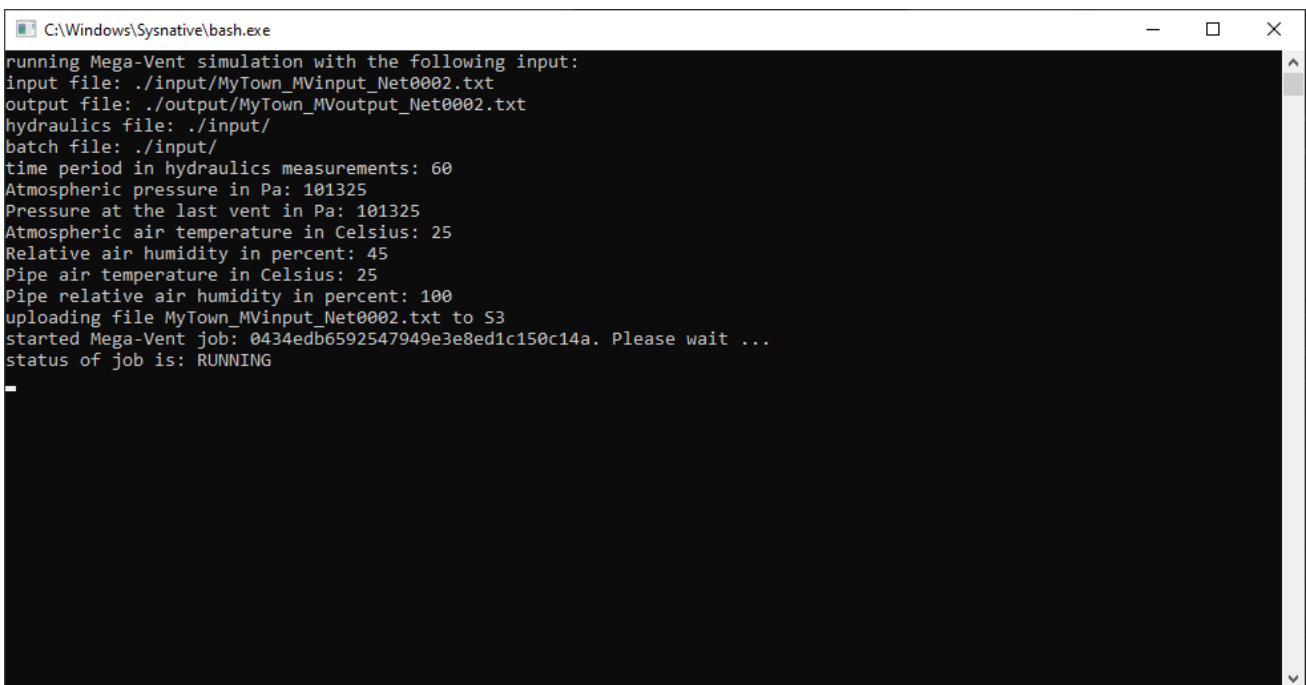 C:\Windows\Sysnative\bash.exe
running Mega-Vent simulation with the following input:
input file: ./input/MyTown_MVinput_Net0002.txt
output file: ./output/MyTown_MVoutput_Net0002.txt
hydraulics file: ./input/
batch file: ./input/
time period in hydraulics measurements: 60
Atmospheric pressure in Pa: 101325
Pressure at the last vent in Pa: 101325
Atmospheric air temperature in Celsius: 25
Relative air humidity in percent: 45
Pipe air temperature in Celsius: 25
Pipe relative air humidity in percent: 100
uploading file MyTown_MVinput_Net0002.txt to S3
started Mega-Vent job: 0434edb6592547949e3e8ed1c150c14a. Please wait ...
status of job is: RUNNING